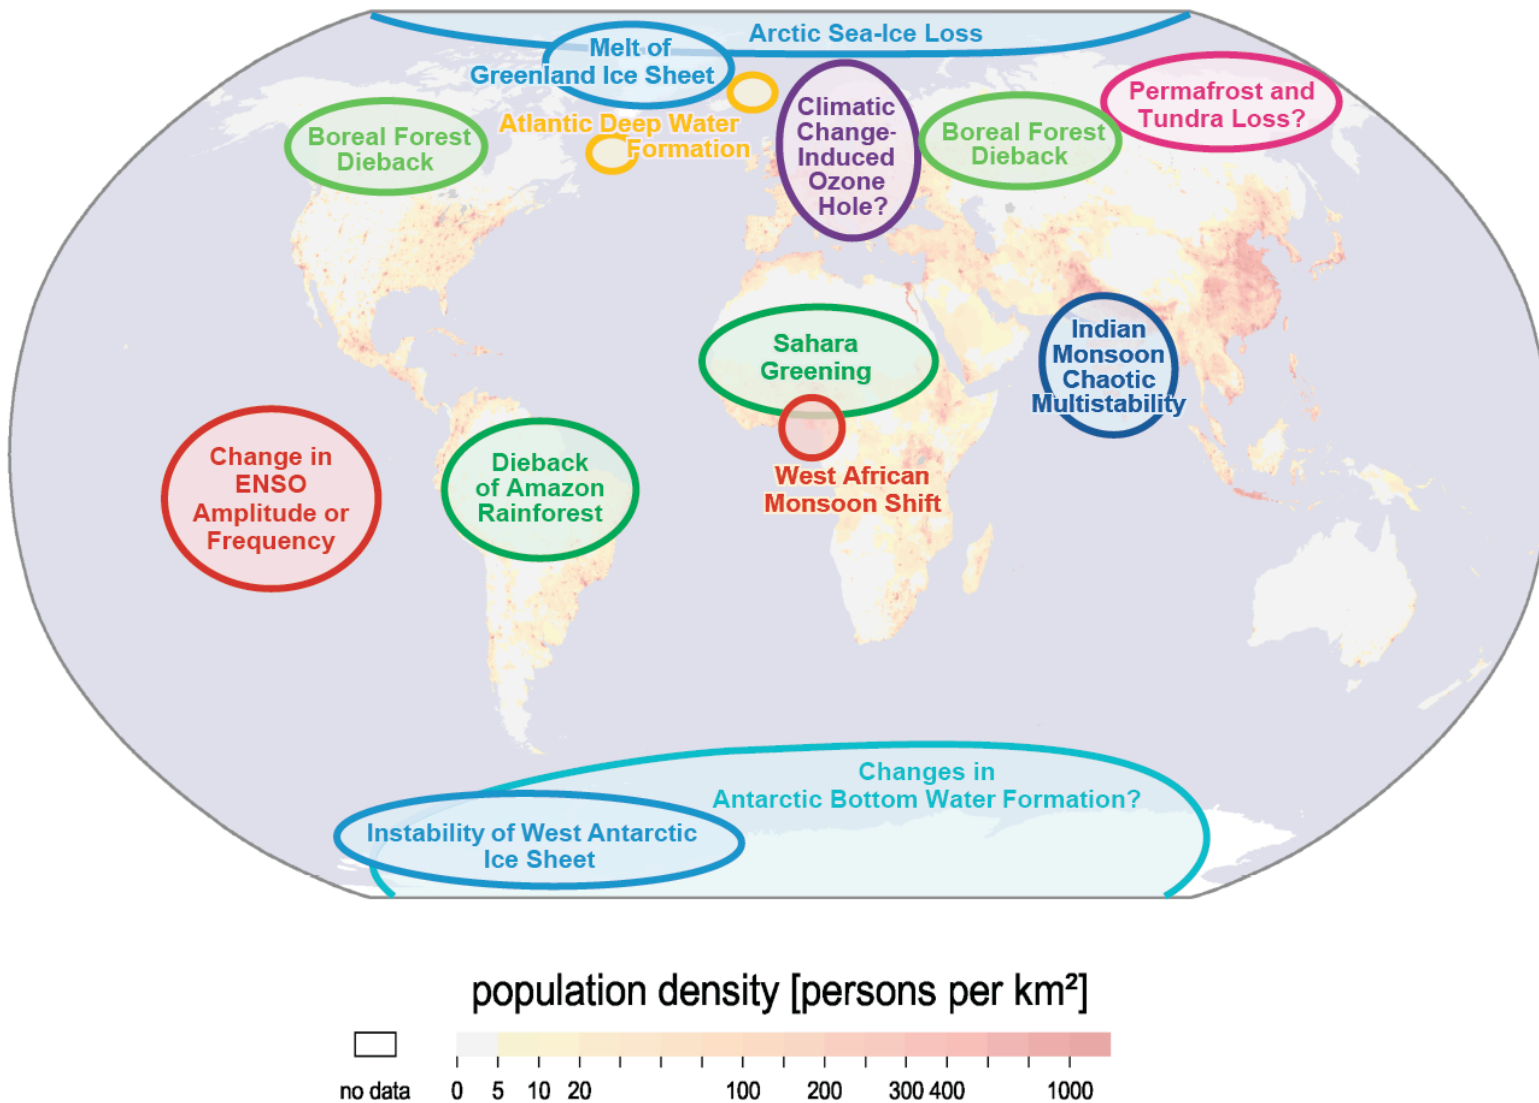 Arctic Sea-Ice Loss
Melt of
Greenland Ice Sheet
Atlantic Deep Water
Formation
Boreal Forest
Dieback
Climatic
Change-
Induced
Ozone
Hole?
Boreal Forest
Dieback
Permafrost and
Tundra Loss?
Sahara
Greening
Indian
Monsoon
Chaotic
Multistability
Change in
ENSO
Amplitude or
Frequency
Dieback
of Amazon
Rainforest
West African
Monsoon Shift
Changes in
Antarctic Bottom Water Formation?
Instability of West Antarctic
Ice Sheet
population density [persons per km²]
no data 0 5 10 20 100 200 300 400 1000